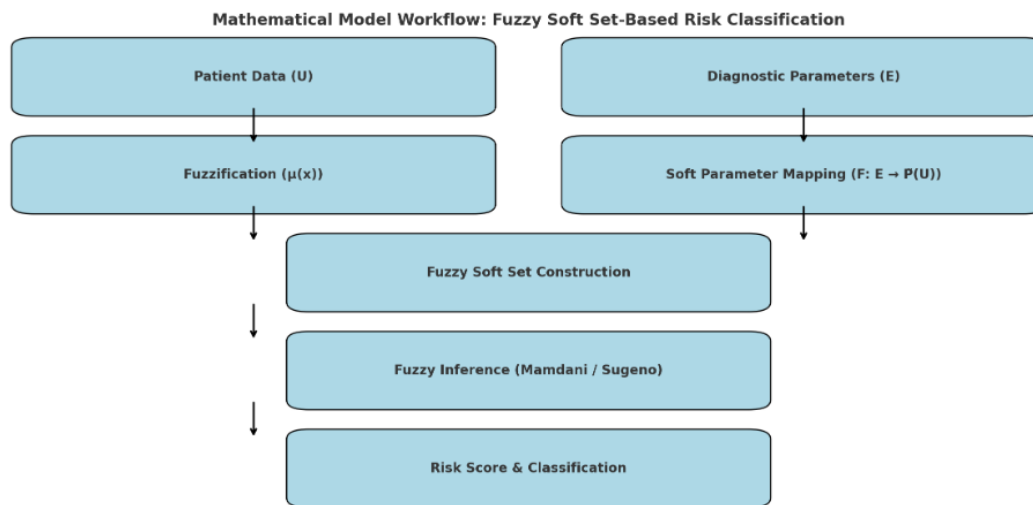 Mathematical Model Workflow: Fuzzy Soft Set-Based Risk Classification
Patient Data (U)
Diagnostic Parameters (E)
Fuzzification (μ(x))
Soft Parameter Mapping (F: E → P(U))
Fuzzy Soft Set Construction
Fuzzy Inference (Mamdani / Sugeno)
Risk Score & Classification